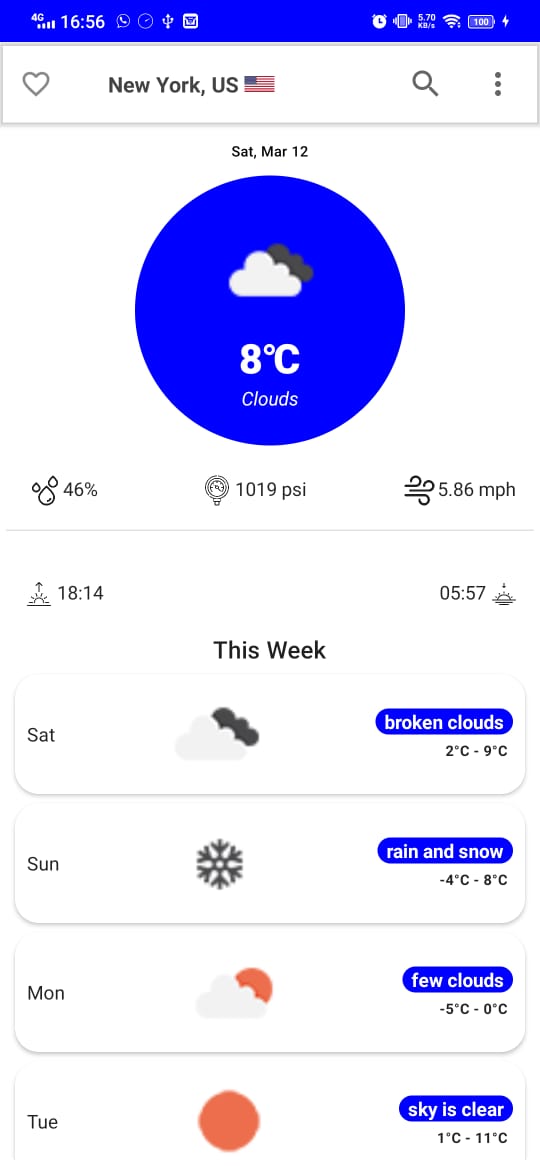 4G 16:56 5.70 KB/s 100
New York, US
Sat, Mar 12
8°C
Clouds
46% 1019 psi 5.86 mph
18:14 05:57
This Week
Sat broken clouds
2°C - 9°C
Sun rain and snow
-4°C - 8°C
Mon few clouds
-5°C - 0°C
Tue sky is clear
1°C - 11°C